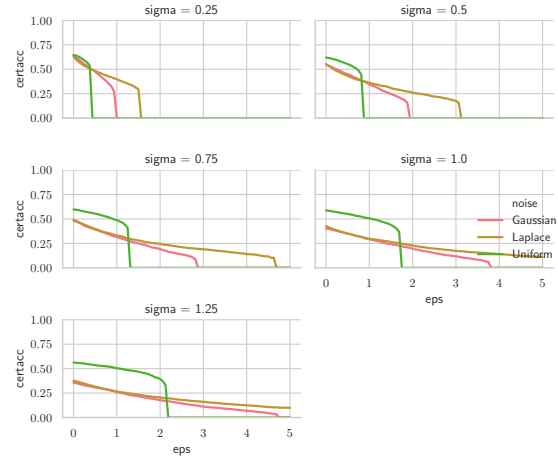 sigma = 0.25
sigma = 0.5
certacc
1.00
0.75
0.50
0.25
0.00
sigma = 0.75
sigma = 1.0
certacc
1.00
0.75
0.50
0.25
0.00
noise
Gaussian
Laplace
Uniform
0
1
2
3
4
5
eps
sigma = 1.25
certacc
1.00
0.75
0.50
0.25
0.00
0
1
2
3
4
5
eps